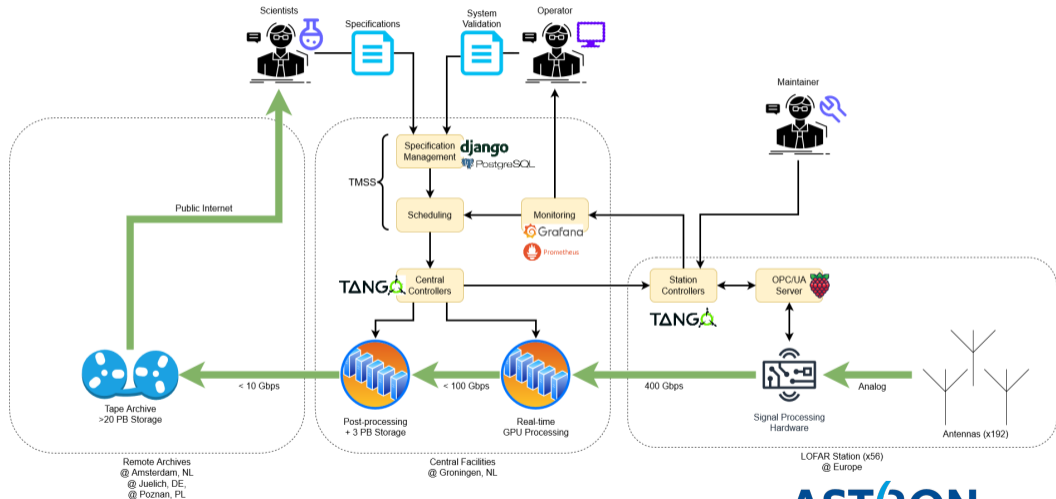 Scientists
Specifications
System
Validation
Operator
Maintainer
Specification
Management
django
PostgreSQL
TMSS
Public Internet
Scheduling
Monitoring
Grafana
Prometheus
TANGO
Central
Controllers
Station
Controllers
OPC/UA
Server
TANGO
< 10 Gbps
< 100 Gbps
400 Gbps
Analog
Tape Archive
>20 PB Storage
Post-processing
+ 3 PB Storage
Real-time
GPU Processing
Signal Processing
Hardware
Antennas (x192)
Remote Archives
@ Amsterdam, NL
@ Juelich, DE,
@ Poznan, PL
Central Facilities
@ Groningen, NL
LOFAR Station (x56)
@ Europe
ASTRON